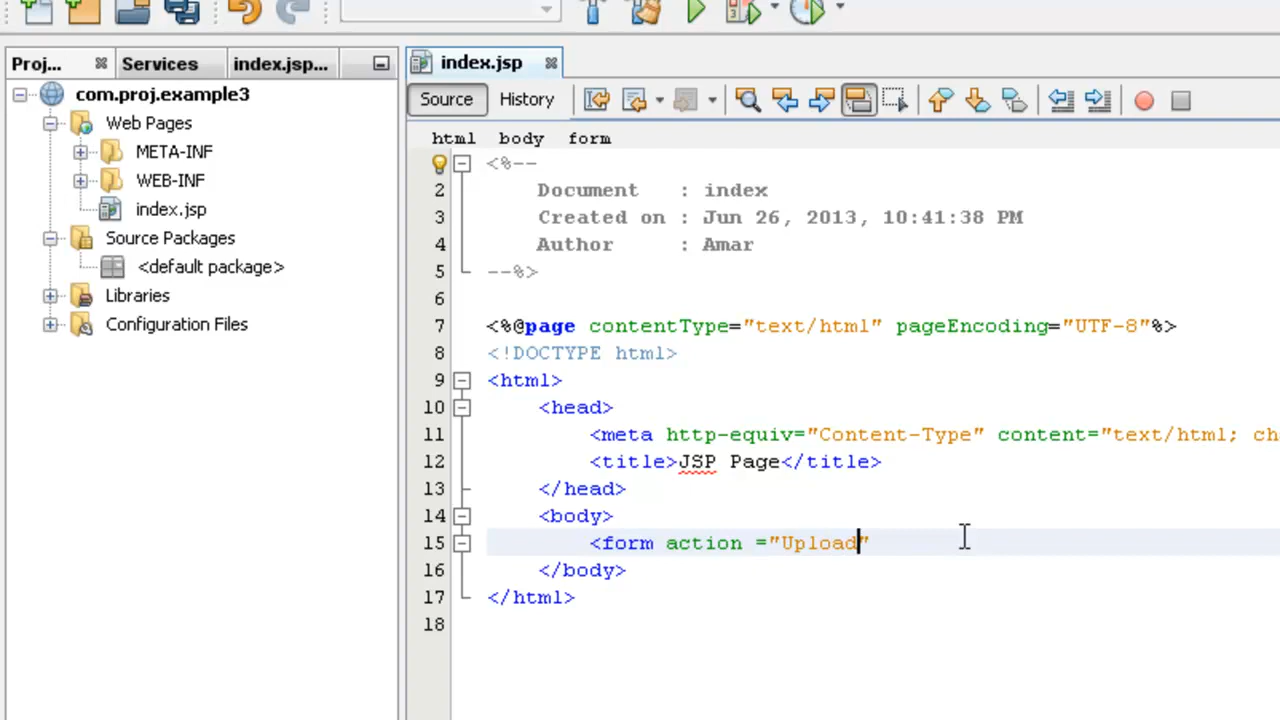 Proj...
Services
index.jsp...
index.jsp
com.proj.example3
Web Pages
META-INF
WEB-INF
index.jsp
Source Packages
<default package>
Libraries
Configuration Files
Source
History
html body form
<%--
2 Document : index
3 Created on : Jun 26, 2013, 10:41:38 PM
4 Author : Amar
5 --%>
6
7 <%@page contentType="text/html" pageEncoding="UTF-8"%>
8 <!DOCTYPE html>
9 <html>
10 <head>
11 <meta http-equiv="Content-Type" content="text/html; ch
12 <title>JSP Page</title>
13 </head>
14 <body>
15 <form action ="Upload"
16 </body>
17 </html>
18